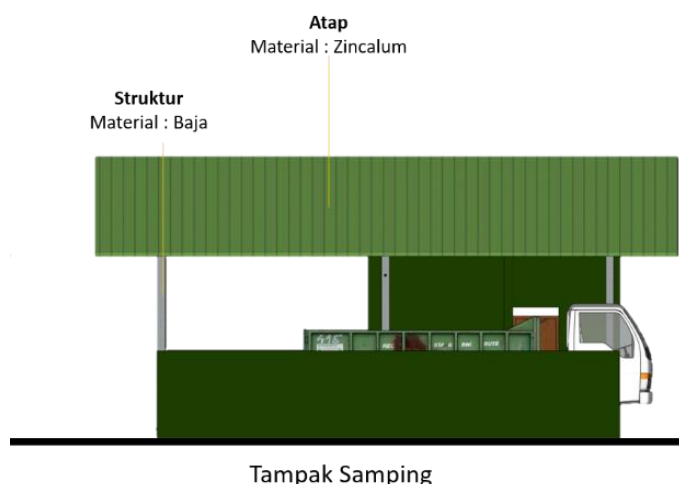 Atap
Material : Zincalum
Struktur
Material : Baja
Tampak Samping